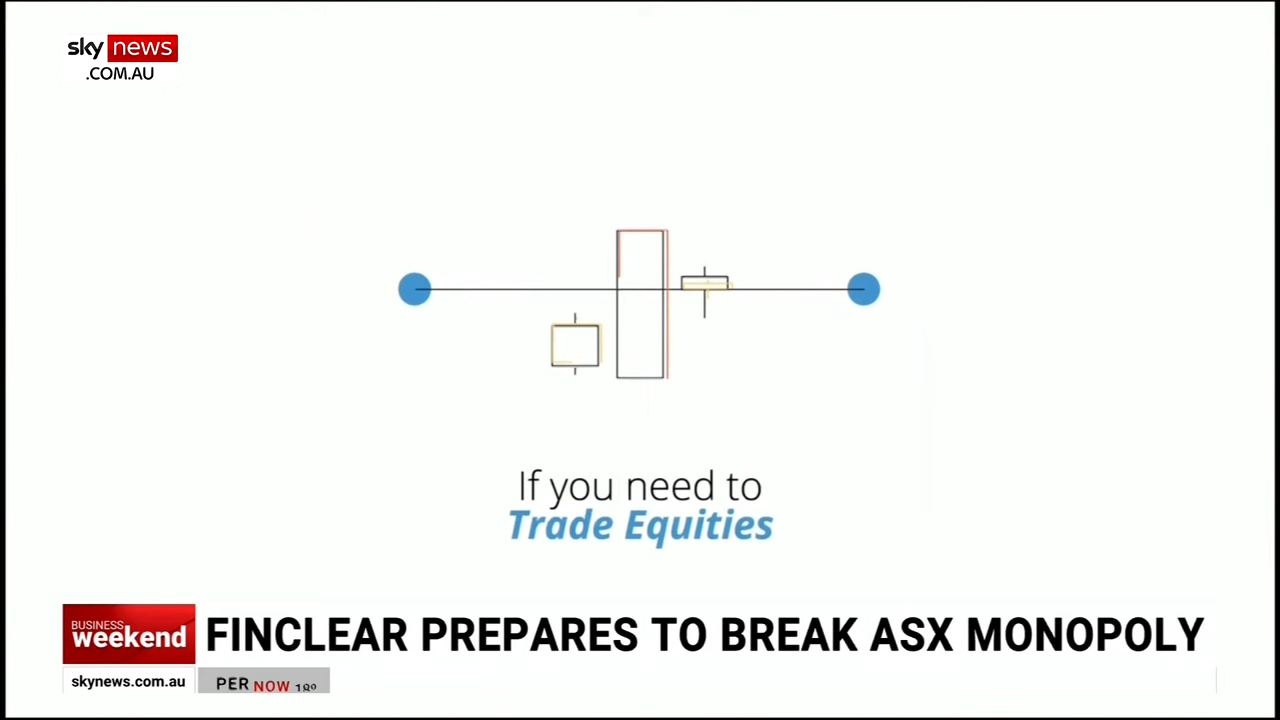 sky news
.COM.AU
If you need to
Trade Equities
BUSINESS
weekend
FINCLEAR PREPARES TO BREAK ASX MONOPOLY
skynews.com.au
PER NOW 18°